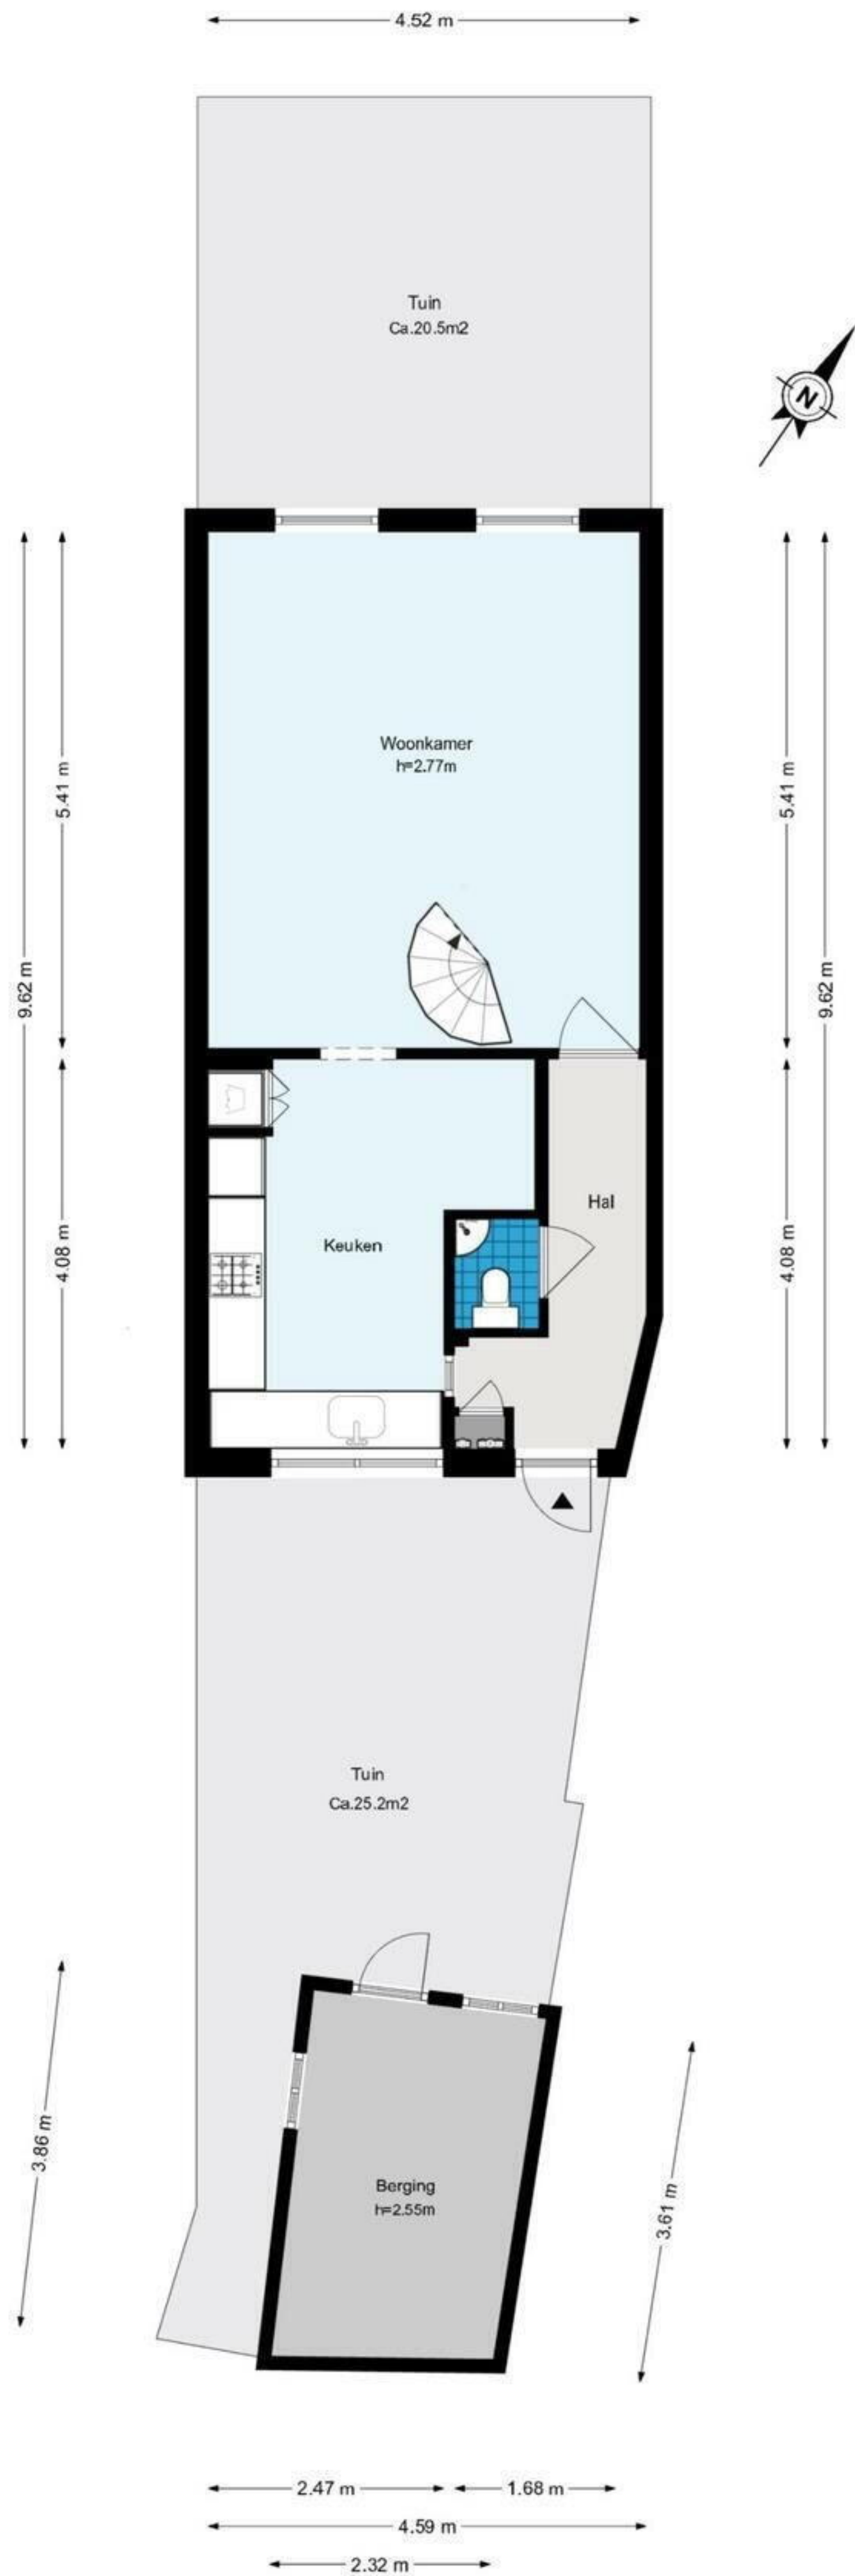 4.52 m
Tuin
Ca.20.5m2
N
Woonkamer
h=2.77m
5.41 m
5.41 m
9.62 m
9.62 m
Hal
Keuken
4.08 m
4.08 m
Tuin
Ca.25.2m2
3.86 m
Berging
h=2.55m
3.61 m
2.47 m
1.68 m
4.59 m
2.32 m